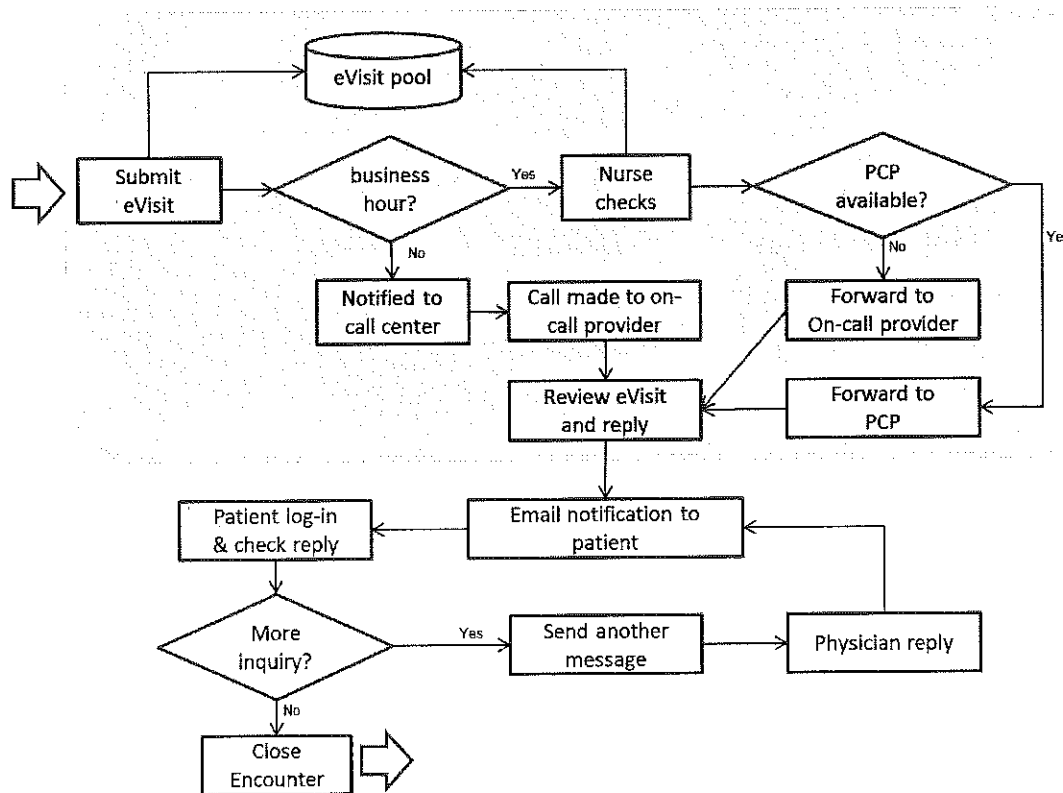 eVisit pool
Submit
eVisit
business
hour?
Yes
Nurse
checks
PCP
available?
Ye
No
No
Notified to
call center
Call made to on-
call provider
Forward to
On-call provider
Review eVisit
and reply
Forward to
PCP
Patient log-in
& check reply
Email notification to
patient
More
inquiry?
Yes
Send another
message
Physician reply
No
Close
Encounter